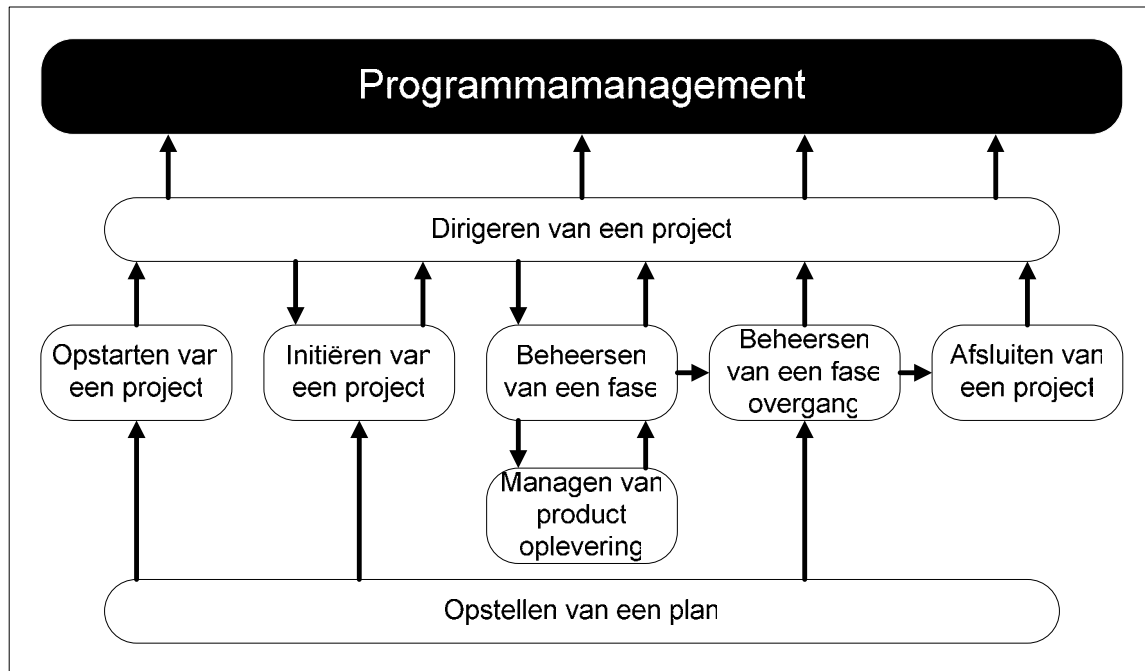 Programmamanagement
Dirigeren van een project
Opstarten van
een project
Initiëren van
een project
Beheersen
van een fase
Beheersen
van een fase
overgang
Afsluiten van
een project
Managen van
product
oplevering
Opstellen van een plan